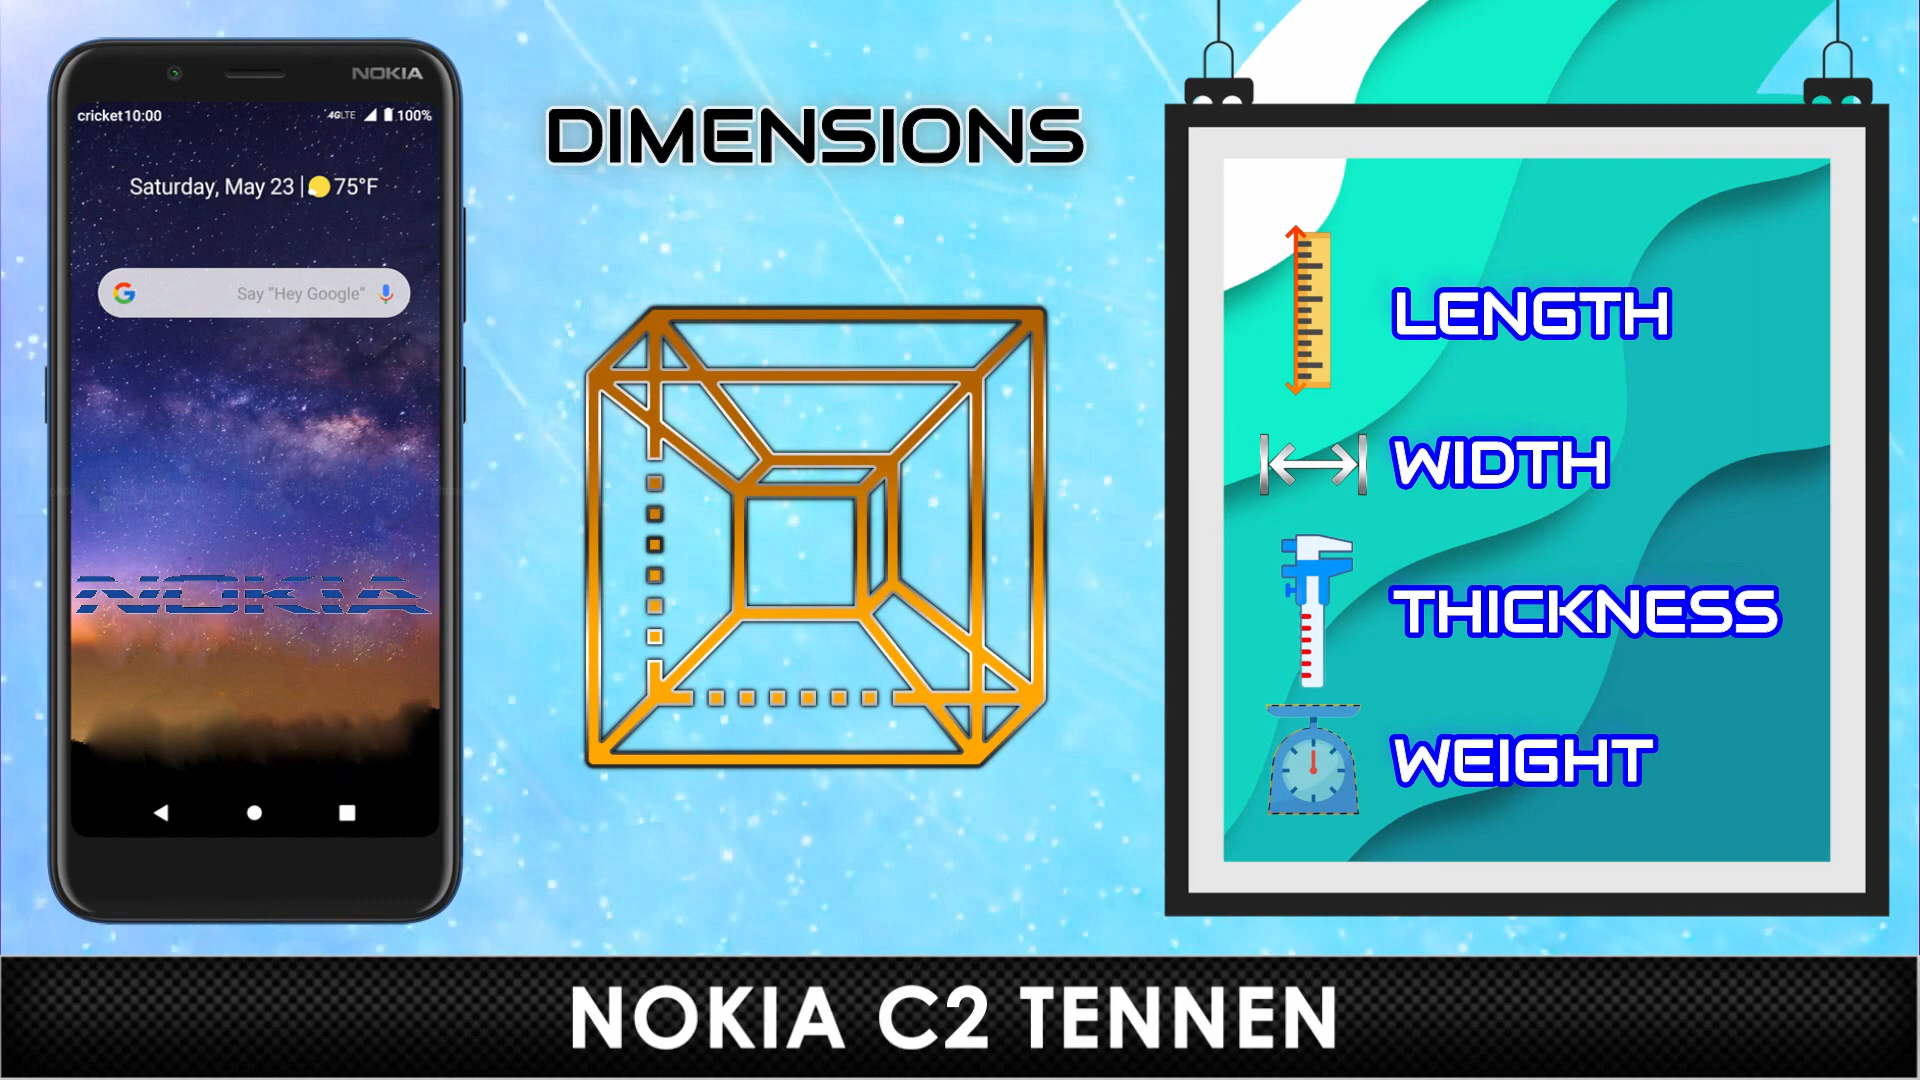 NOKIA
cricket 10:00 4G LTE 100%
Saturday, May 23 | 75°F
G Say "Hey Google"
NOKIA
DIMENSIONS
LENGTH
WIDTH
THICKNESS
WEIGHT
NOKIA C2 TENNEN